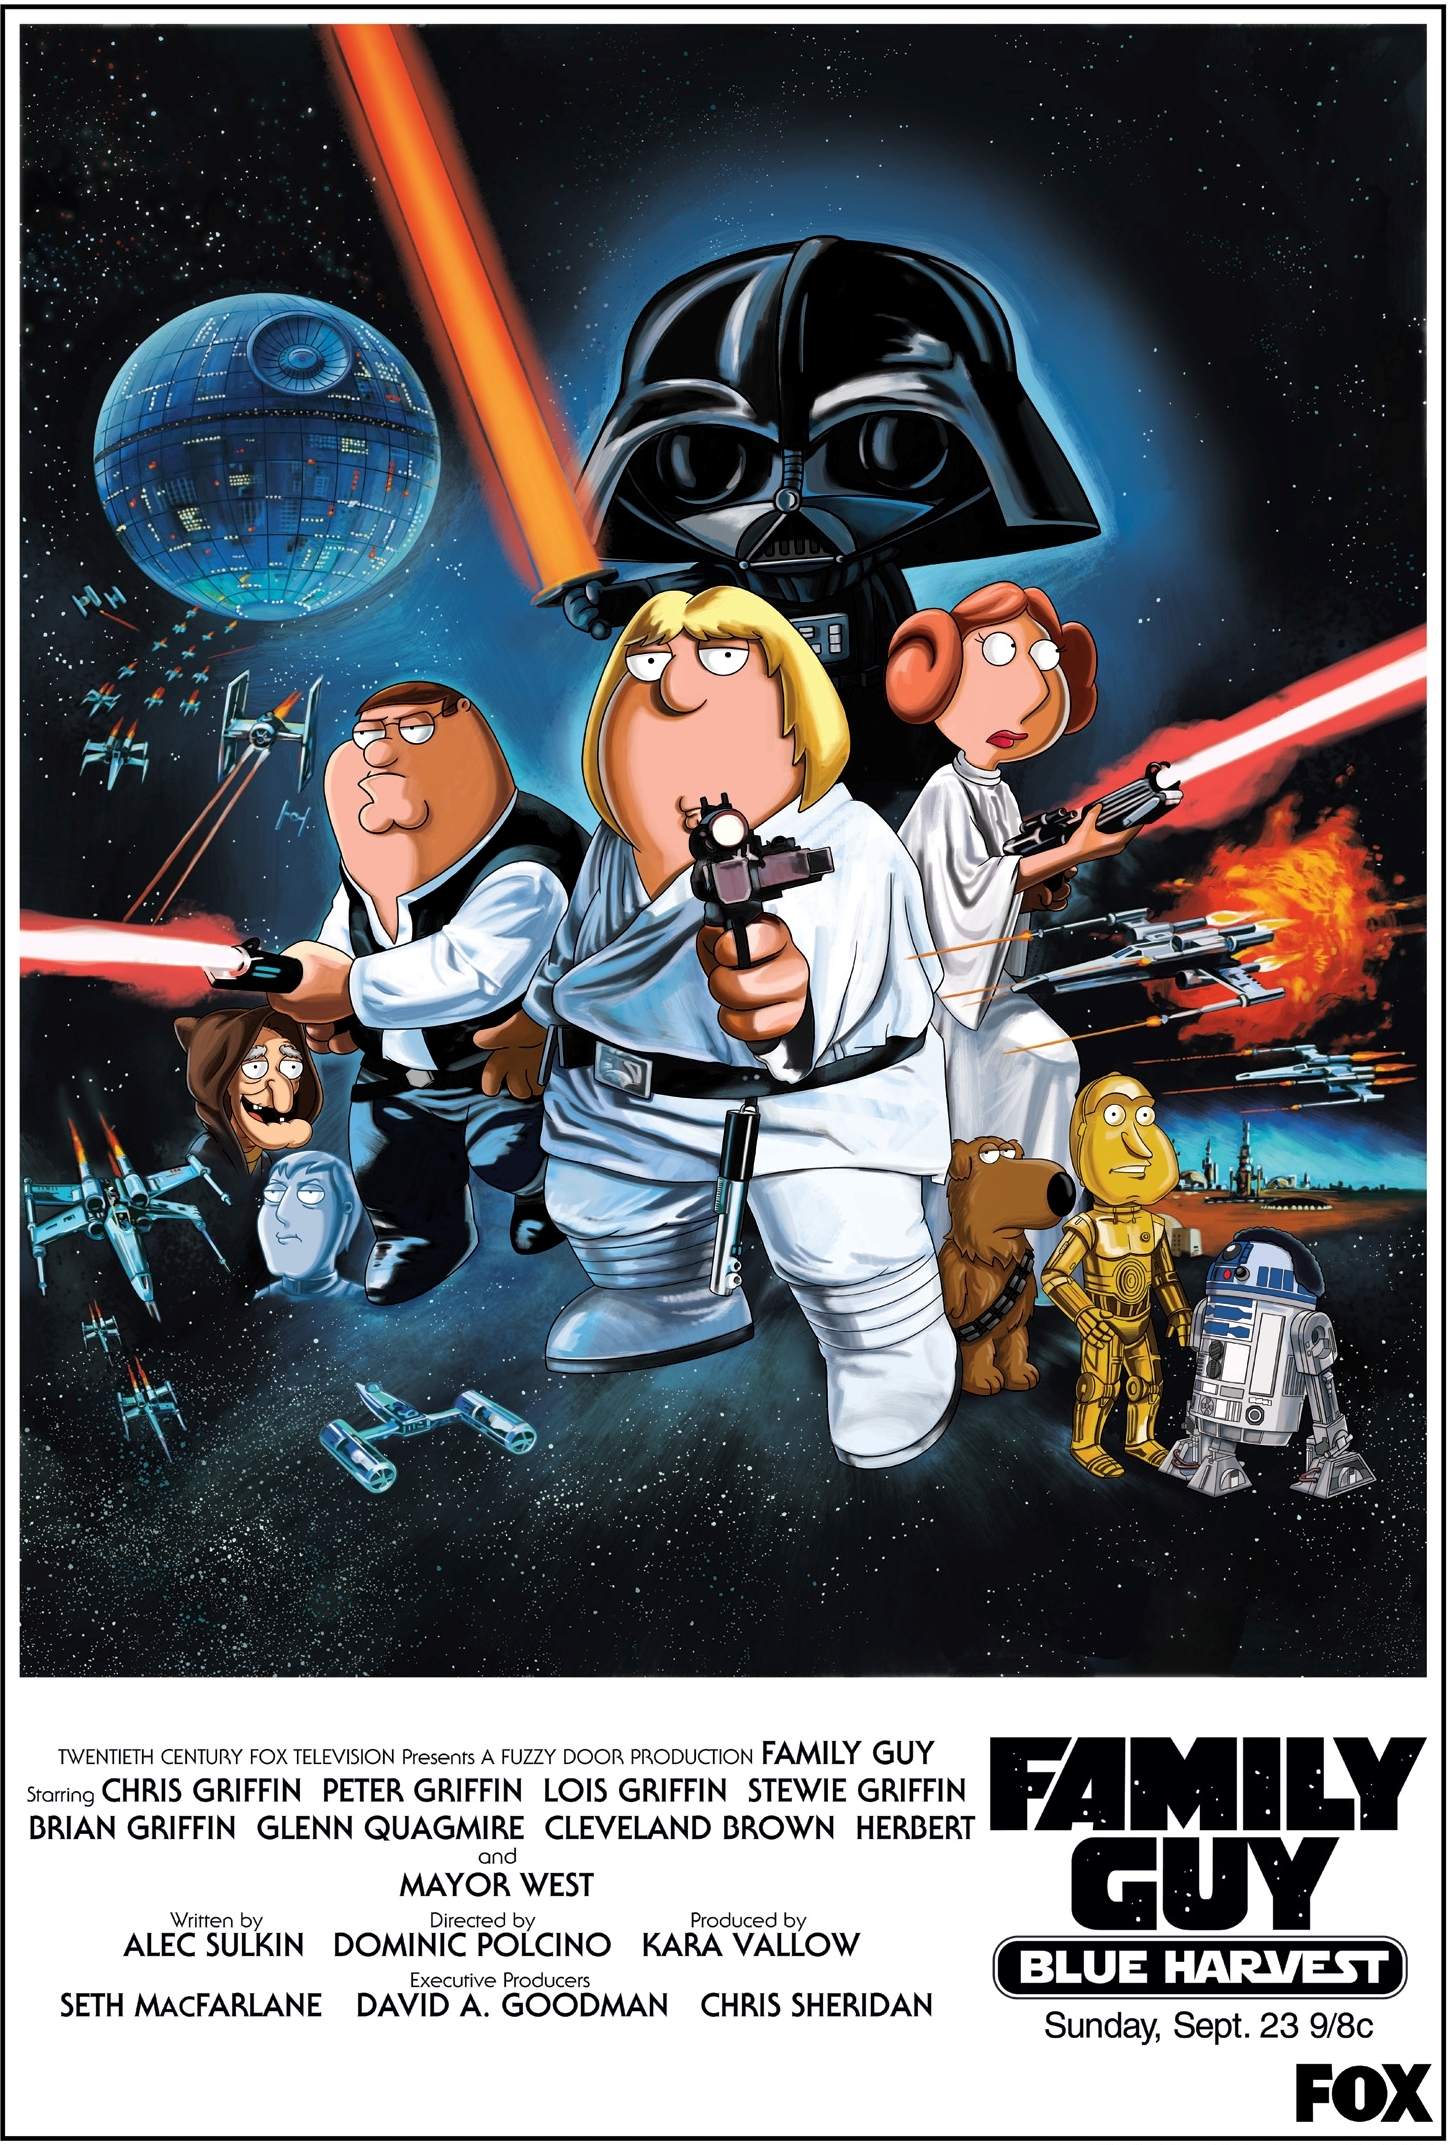 TWENTIETH CENTURY FOX TELEVISION Presents A FUZZY DOOR PRODUCTION FAMILY GUY
Starring CHRIS GRIFFIN PETER GRIFFIN LOIS GRIFFIN STEWIE GRIFFIN
BRIAN GRIFFIN GLENN QUAGMIRE CLEVELAND BROWN HERBERT
and
MAYOR WEST
Written by Directed by Produced by
ALEC SULKIN DOMINIC POLCINO KARA VALLOW
Executive Producers
SETH MACFARLANE DAVID A. GOODMAN CHRIS SHERIDAN
FAMILY
GUY
BLUE HARVEST
Sunday, Sept. 23 9/8c
FOX